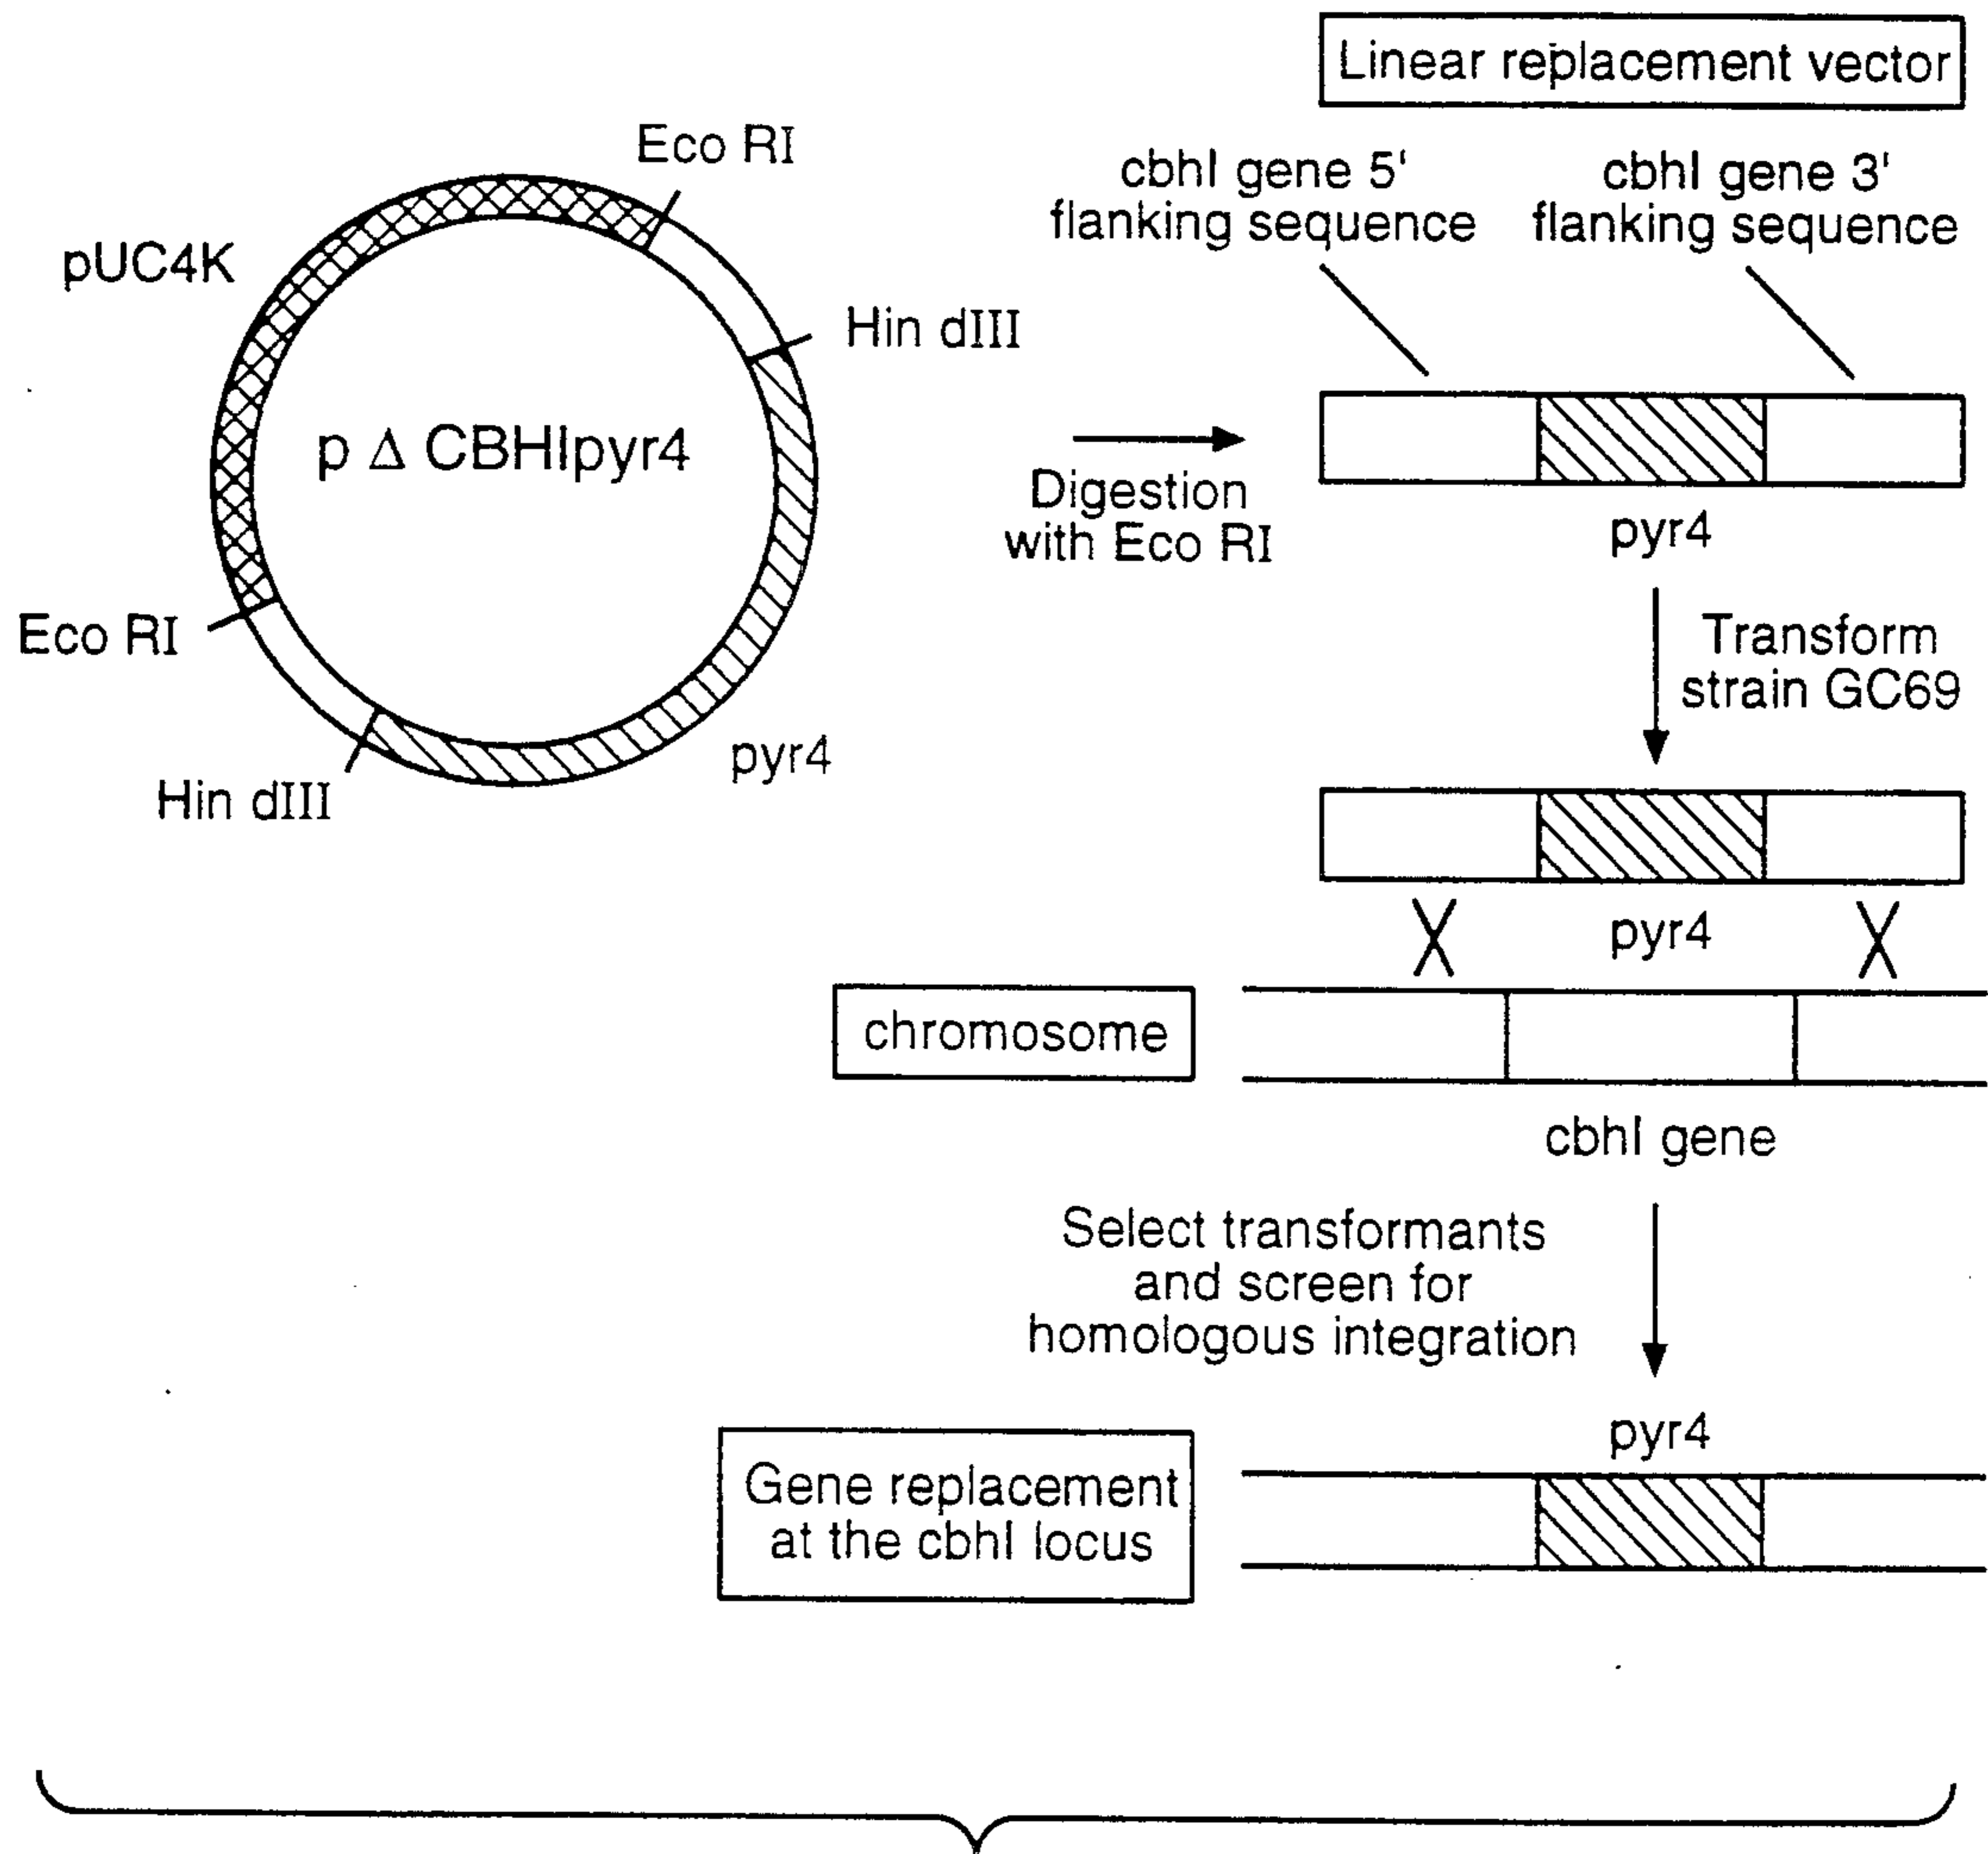 Linear replacement vector
Eco RI
cbhI gene 5'
flanking sequence
cbhI gene 3'
flanking sequence
pUC4K
Hin dIII
p Δ CBHIpyr4
Digestion
with Eco RI
pyr4
Eco RI
Transform
strain GC69
pyr4
Hin dIII
pyr4
chromosome
cbhI gene
Select transformants
and screen for
homologous integration
pyr4
Gene replacement
at the cbhI locus